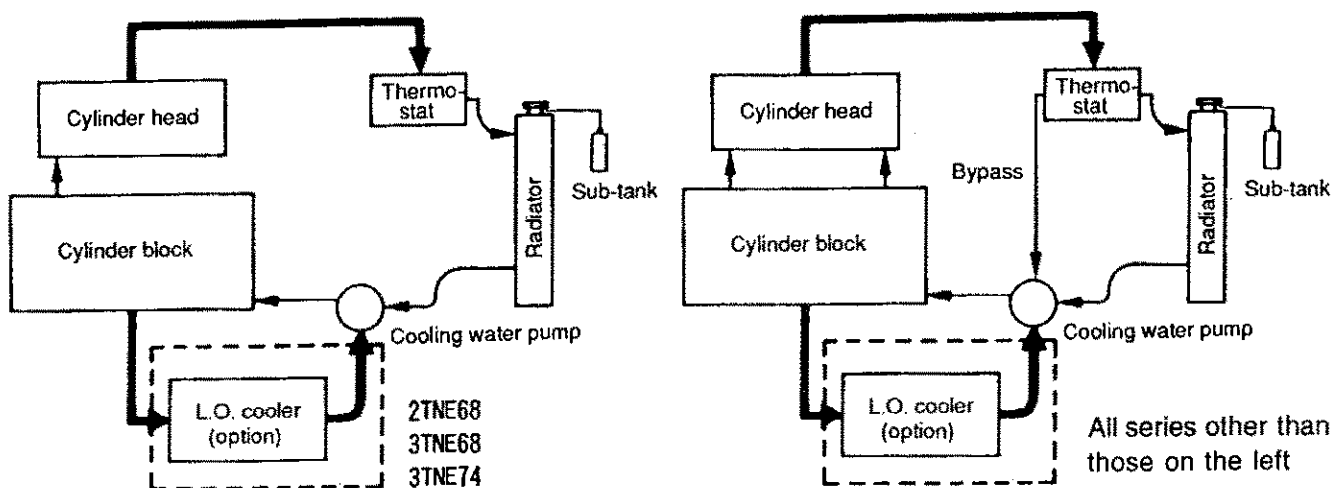 Thermo-
stat
Cylinder head
Radiator
Sub-tank
Cylinder block
Cooling water pump
L.O. cooler
(option)
2TNE68
3TNE68
3TNE74
Thermo-
stat
Cylinder head
Bypass
Radiator
Sub-tank
Cylinder block
Cooling water pump
L.O. cooler
(option)
All series other than
those on the left